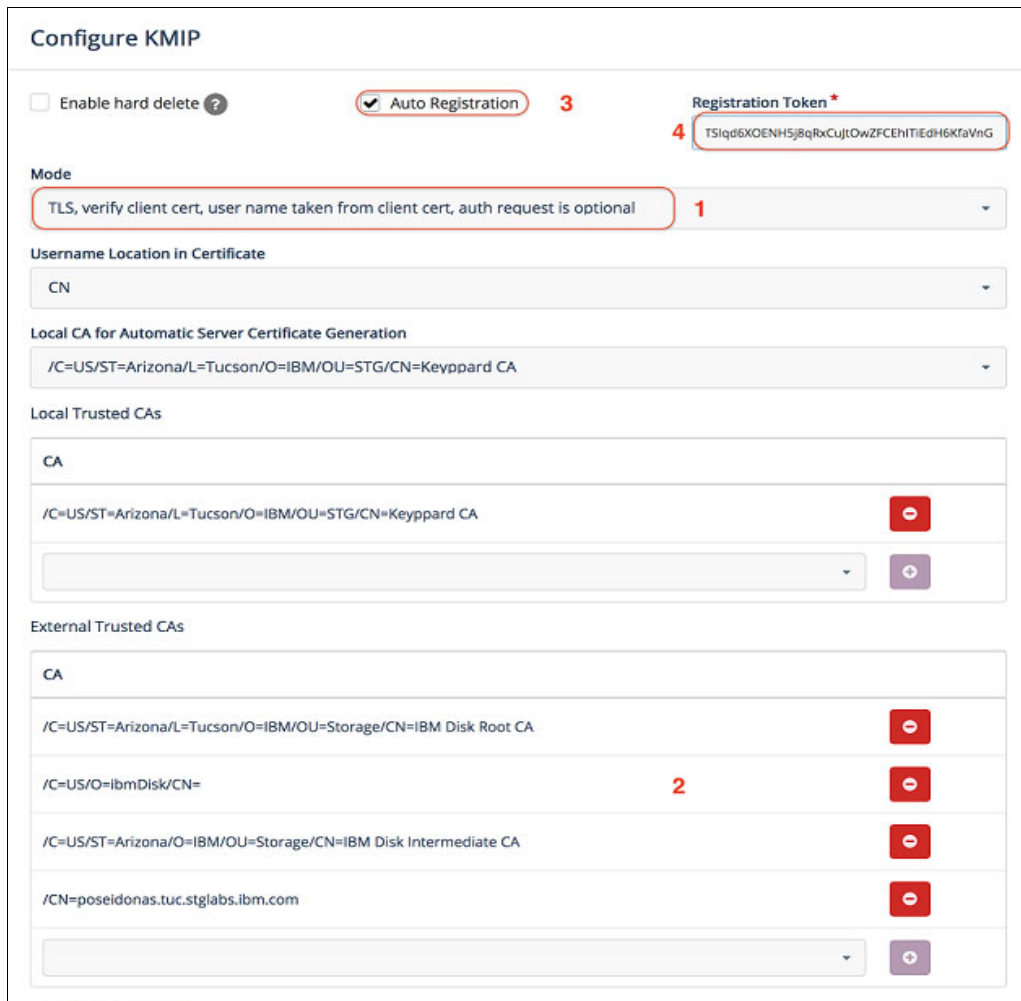 Configure KMIP
Enable hard delete ?
Auto Registration
3
Registration Token *
4
TSIqd6XOENH5j8qRxCuJtOwZFCEhITiEdH6KfaVnG
Mode
TLS, verify client cert, user name taken from client cert, auth request is optional
1
Username Location in Certificate
CN
Local CA for Automatic Server Certificate Generation
/C=US/ST=Arizona/L=Tucson/O=IBM/OU=STG/CN=Keyppard CA
Local Trusted CAs
CA
/C=US/ST=Arizona/L=Tucson/O=IBM/OU=STG/CN=Keyppard CA
External Trusted CAs
CA
/C=US/ST=Arizona/L=Tucson/O=IBM/OU=Storage/CN=IBM Disk Root CA
/C=US/O=ibmDisk/CN=
2
/C=US/ST=Arizona/O=IBM/OU=Storage/CN=IBM Disk Intermediate CA
/CN=poseidonas.tuc.stglabs.ibm.com